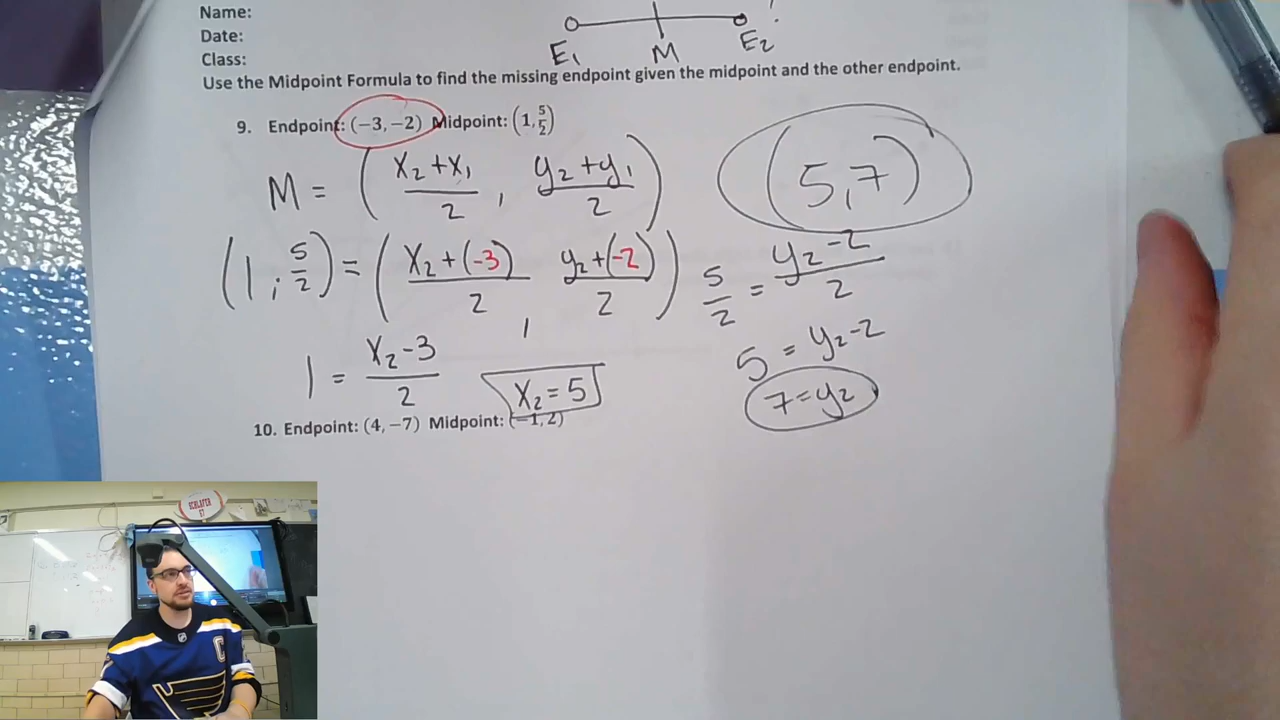 Name:
Date:
Class:
E₁ M E₂ ?
Use the Midpoint Formula to find the missing endpoint given the midpoint and the other endpoint.
9. Endpoint: (−3, −2) Midpoint: (1, 5/2)
M = ( (x₂ + x₁)/2 , (y₂ + y₁)/2 )
(5, 7)
(1, 5/2) = ( (x₂ + (-3))/2 , (y₂ + (-2))/2 )
5/2 = (y₂ - 2)/2
5 = y₂ - 2
7 = y₂
1 = (x₂ - 3)/2
x₂ = 5
10. Endpoint: (4, −7) Midpoint: (−1, 2)
SCHLAFER
57
C